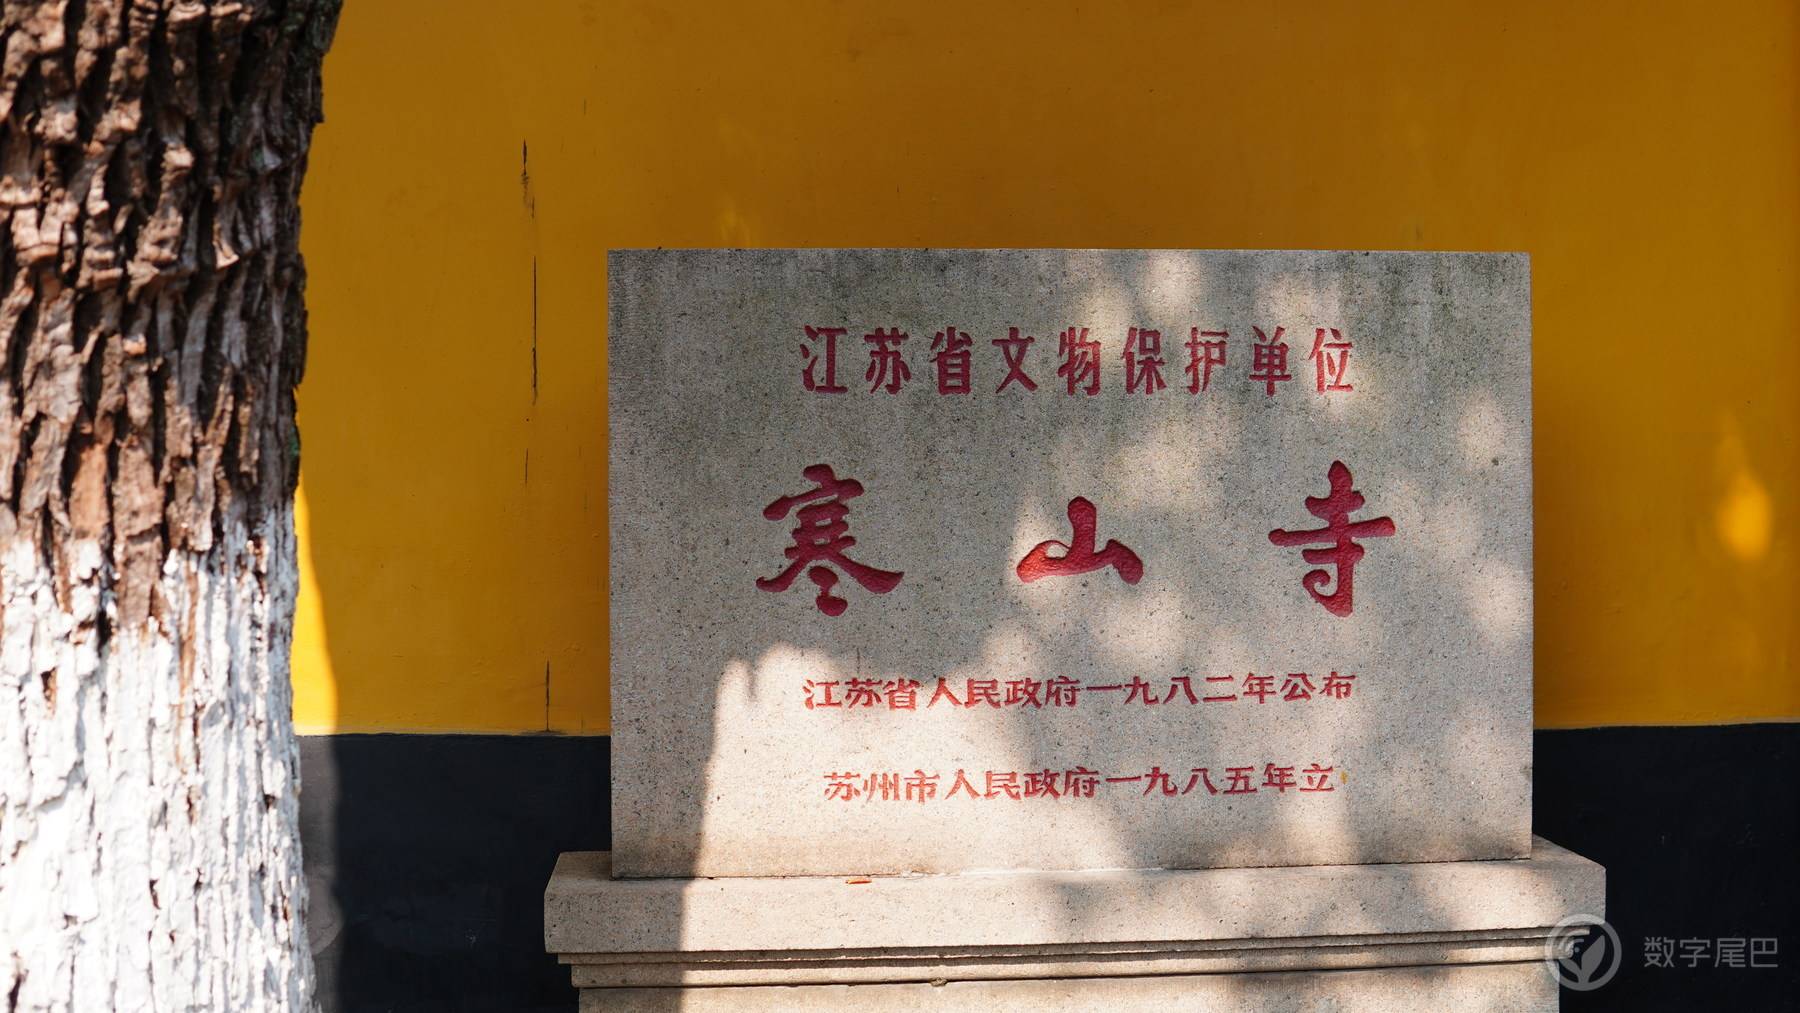 江苏省文物保护单位
寒山寺
江苏省人民政府一九八二年公布
苏州市人民政府一九八五年立
数字尾巴